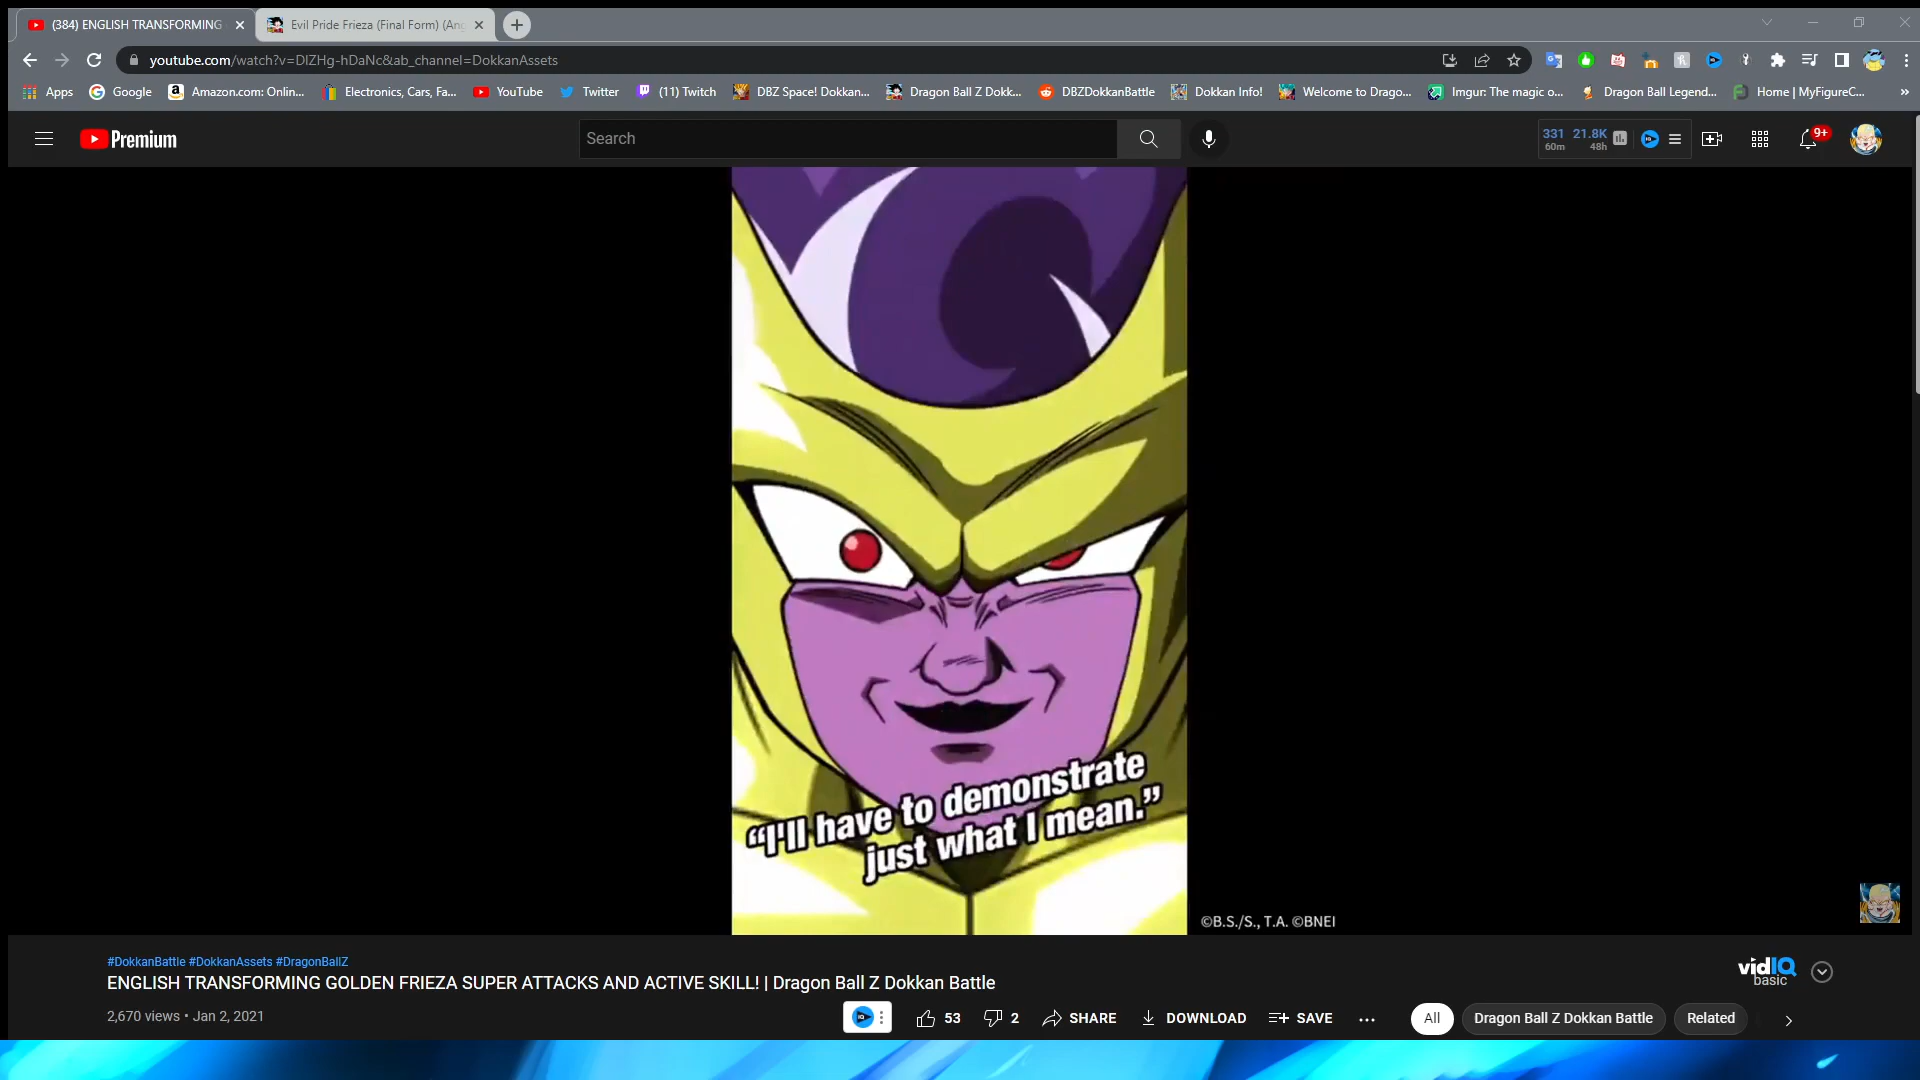 (384) ENGLISH TRANSFORMING
Evil Pride Frieza (Final Form) (Ang
youtube.com/watch?v=DlZHg-hDaNc&ab_channel=DokkanAssets
Apps
Google
Amazon.com: Onlin...
Electronics, Cars, Fa...
YouTube
Twitter
(11) Twitch
DBZ Space! Dokkan...
Dragon Ball Z Dokk...
DBZDokkanBattle
Dokkan Info!
Welcome to Drago...
Imgur: The magic o...
Dragon Ball Legend...
Home | MyFigureC...
»
Premium
Search
331 21.8K
60m 48h
9+
“I'll have to demonstrate
just what I mean.”
©B.S./S., T.A. ©BNEI
#DokkanBattle #DokkanAssets #DragonBallZ
ENGLISH TRANSFORMING GOLDEN FRIEZA SUPER ATTACKS AND ACTIVE SKILL! | Dragon Ball Z Dokkan Battle
vidIQ
basic
2,670 views • Jan 2, 2021
IQ
53
2
SHARE
DOWNLOAD
SAVE
...
All
Dragon Ball Z Dokkan Battle
Related